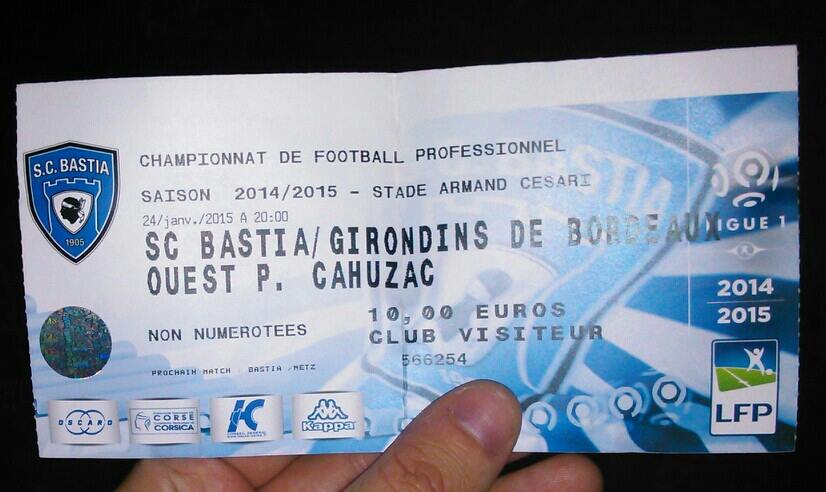 S.C. BASTIA
1905
CHAMPIONNAT DE FOOTBALL PROFESSIONNEL
SAISON 2014/2015 - STADE ARMAND CESARI
24/janv./2015 A 20:00
SC BASTIA/GIRONDINS DE BORDEAUX
OUEST P. CAHUZAC
10,00 EUROS
NON NUMEROTEES
CLUB VISITEUR
566254
PROCHAIN MATCH : BASTIA /METZ
LIGUE 1
2014
2015
LFP
OSCARO
CORSE
CORSICA
Kappa
BASTIA